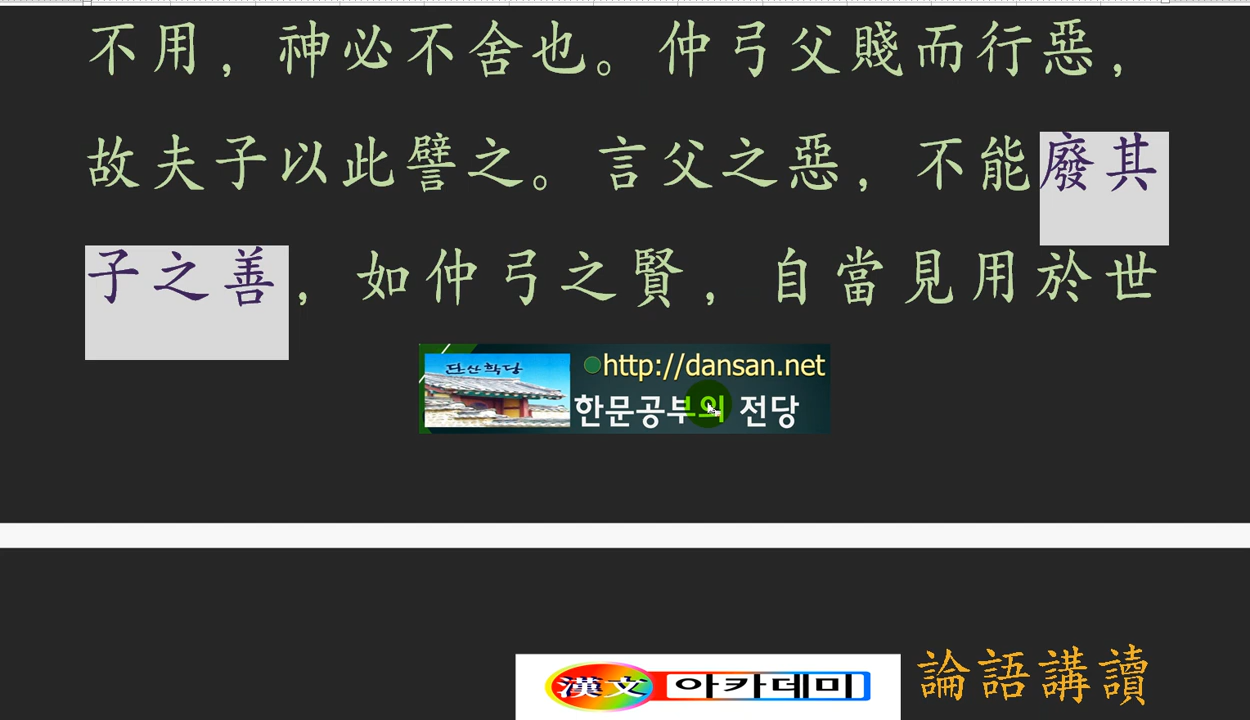 不用，神必不舍也。仲弓父賤而行惡，
故夫子以此譬之。言父之惡，不能廢其
子之善，如仲弓之賢，自當見用於世
단산학당
http://dansan.net
한문공부의 전당
漢文 아카데미
論語講讀